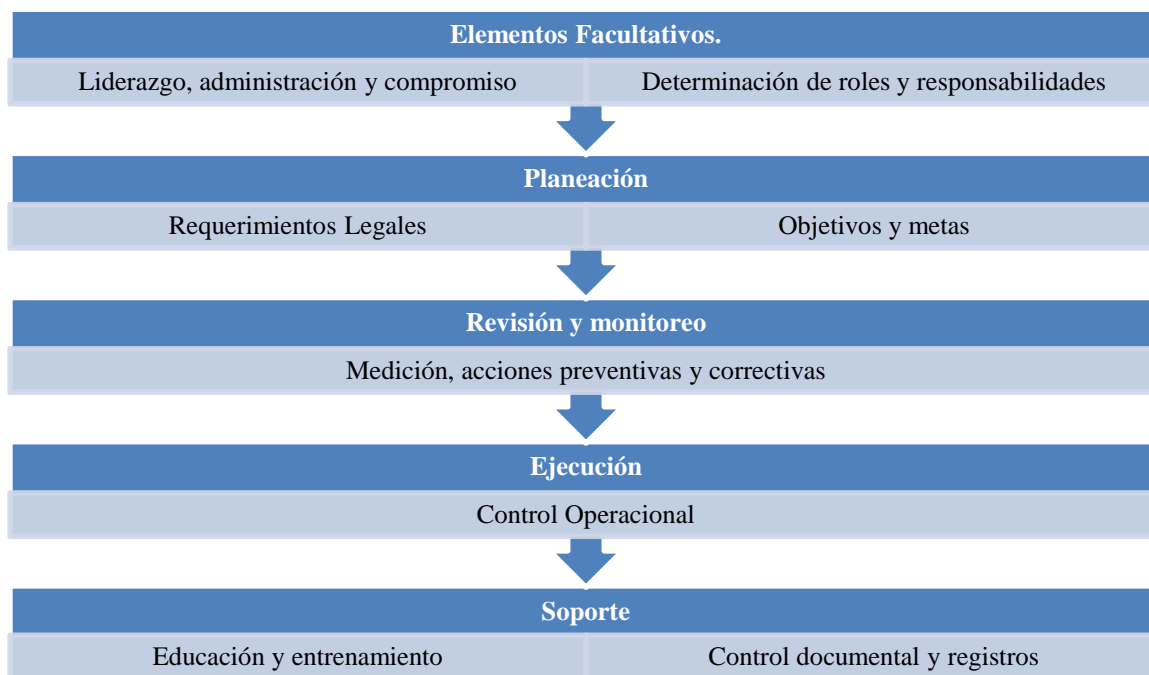 Elementos Facultativos.
Liderazgo, administración y compromiso
Determinación de roles y responsabilidades
Planeación
Requerimientos Legales
Objetivos y metas
Revisión y monitoreo
Medición, acciones preventivas y correctivas
Ejecución
Control Operacional
Soporte
Educación y entrenamiento
Control documental y registros